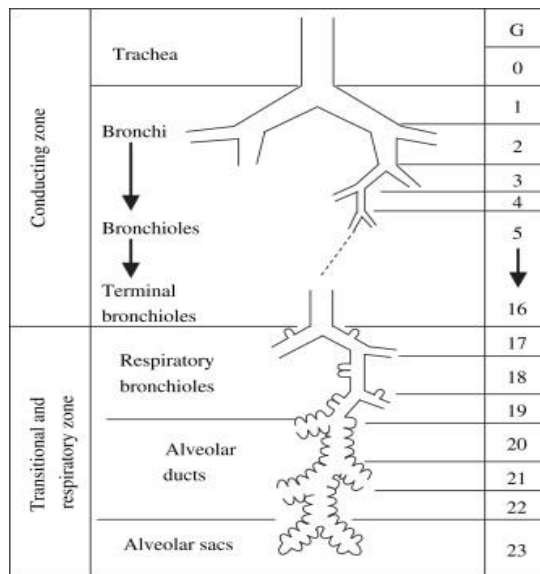 G
Trachea
0
Conducting zone
1
Bronchi
2
3
4
Bronchioles
5
Terminal
bronchioles
16
Transitional and
respiratory zone
17
Respiratory
bronchioles
18
19
Alveolar
ducts
20
21
22
Alveolar sacs
23